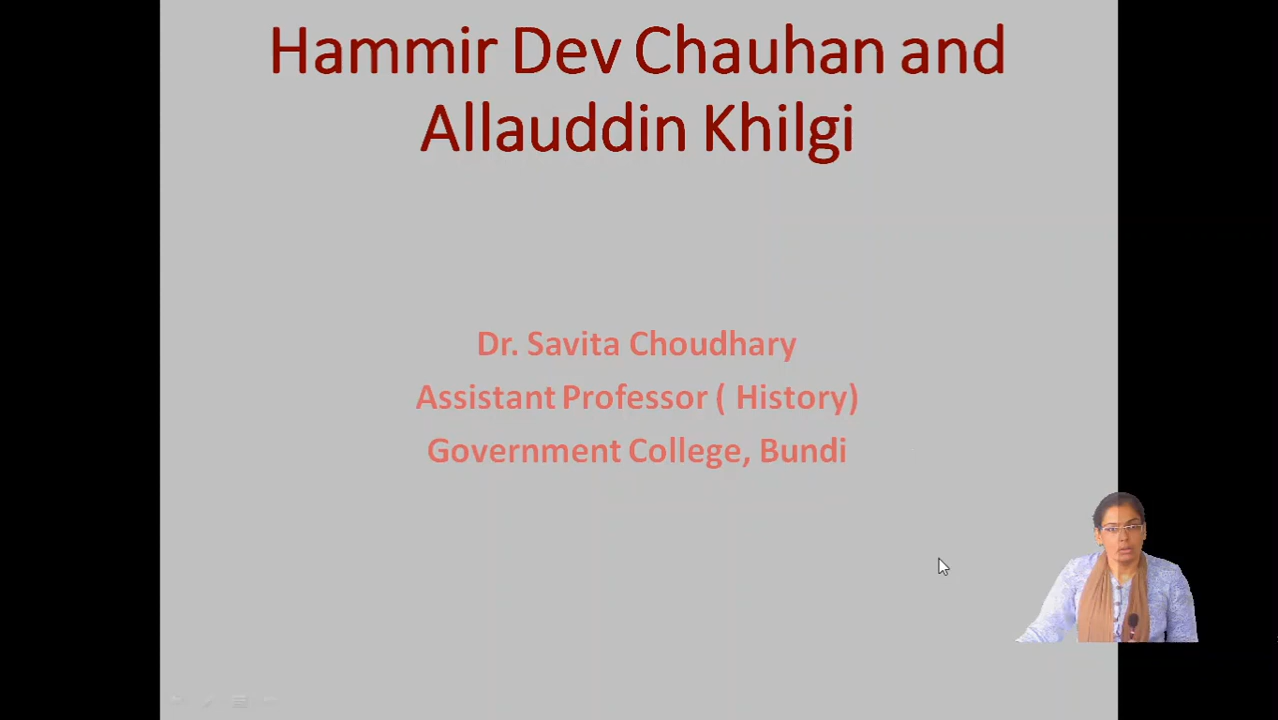 Hammir Dev Chauhan and
Allauddin Khilgi
Dr. Savita Choudhary
Assistant Professor ( History)
Government College, Bundi